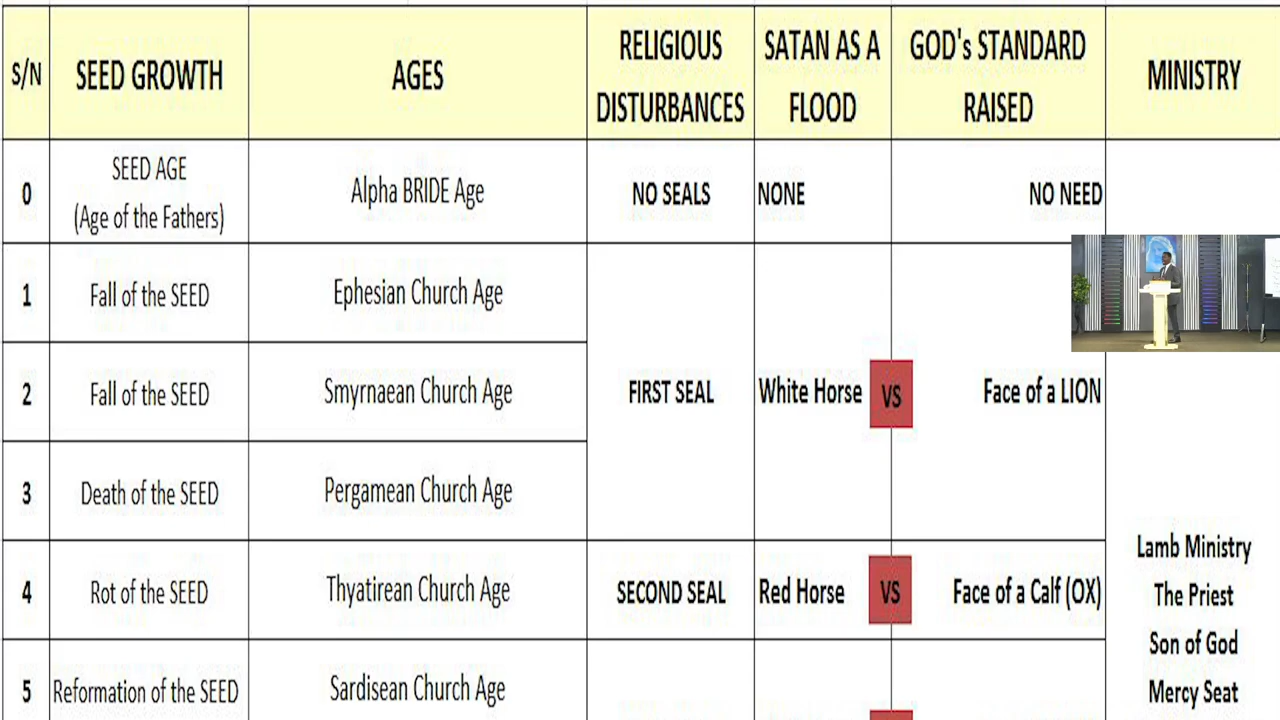 S/N
SEED GROWTH
AGES
RELIGIOUS
DISTURBANCES
SATAN AS A
FLOOD
GOD's STANDARD
RAISED
MINISTRY
0
SEED AGE
(Age of the Fathers)
Alpha BRIDE Age
NO SEALS
NONE
NO NEED
1
Fall of the SEED
Ephesian Church Age
2
Fall of the SEED
Smyrnaean Church Age
FIRST SEAL
White Horse
VS
Face of a LION
3
Death of the SEED
Pergamean Church Age
4
Rot of the SEED
Thyatirean Church Age
SECOND SEAL
Red Horse
VS
Face of a Calf (OX)
5
Reformation of the SEED
Sardisean Church Age
Lamb Ministry
The Priest
Son of God
Mercy Seat